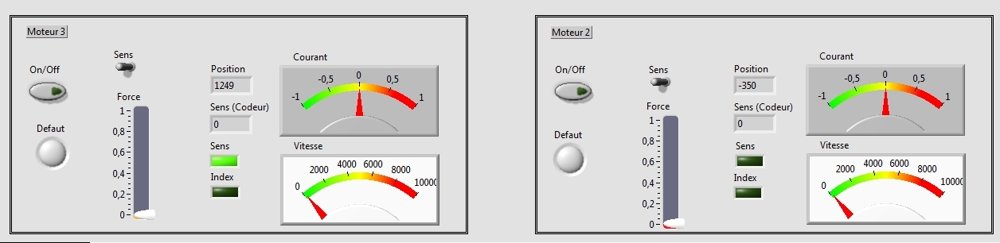 Moteur 3
On/Off
Sens
Position
1249
Courant
-1
-0,5
0
0,5
1
Force
1
0,8
0,6
0,4
0,2
0
Sens (Codeur)
0
Defaut
Sens
Index
Vitesse
0
2000
4000
6000
8000
10000
Moteur 2
On/Off
Sens
Position
-350
Courant
-1
-0,5
0
0,5
1
Force
1
0,8
0,6
0,4
0,2
0
Sens (Codeur)
0
Defaut
Sens
Index
Vitesse
0
2000
4000
6000
8000
10000